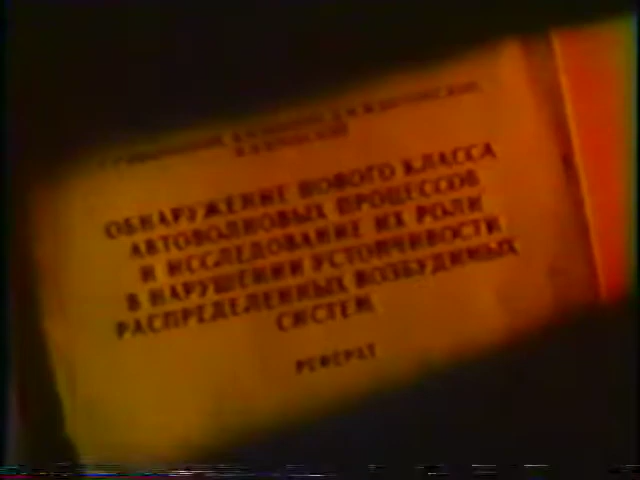 ОБНАРУЖЕНИЕ НОВОГО КЛАССА
АВТОВОЛНОВЫХ ПРОЦЕССОВ
И ИССЛЕДОВАНИЕ ИХ РОЛИ
В НАРУШЕНИИ УСТОЙЧИВОСТИ
РАСПРЕДЕЛЕННЫХ ВОЗБУДИМЫХ
СИСТЕМ
РЕФЕРАТ